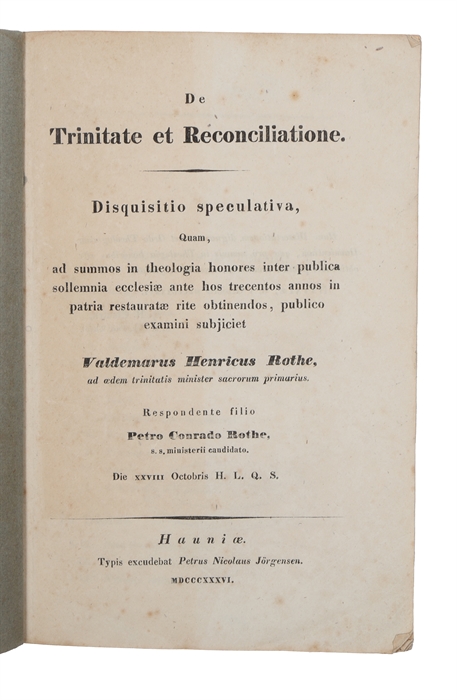 De
Trinitate et Reconciliatione.
Disquisitio speculativa,
Quam,
ad summos in theologia honores inter publica
sollemnia ecclesiæ ante hos trecentos annos in
patria restauratæ rite obtinendos, publico
examini subjiciet
Valdemarus Henricus Rothe,
ad ædem trinitatis minister sacrorum primarius.
Respondente filio
Petro Conrado Rothe,
s. s. ministerii candidato.
Die XXVIII Octobris H. L. Q. S.
Hauniæ.
Typis excudebat Petrus Nicolaus Jörgensen.
MDCCCXXXVI.